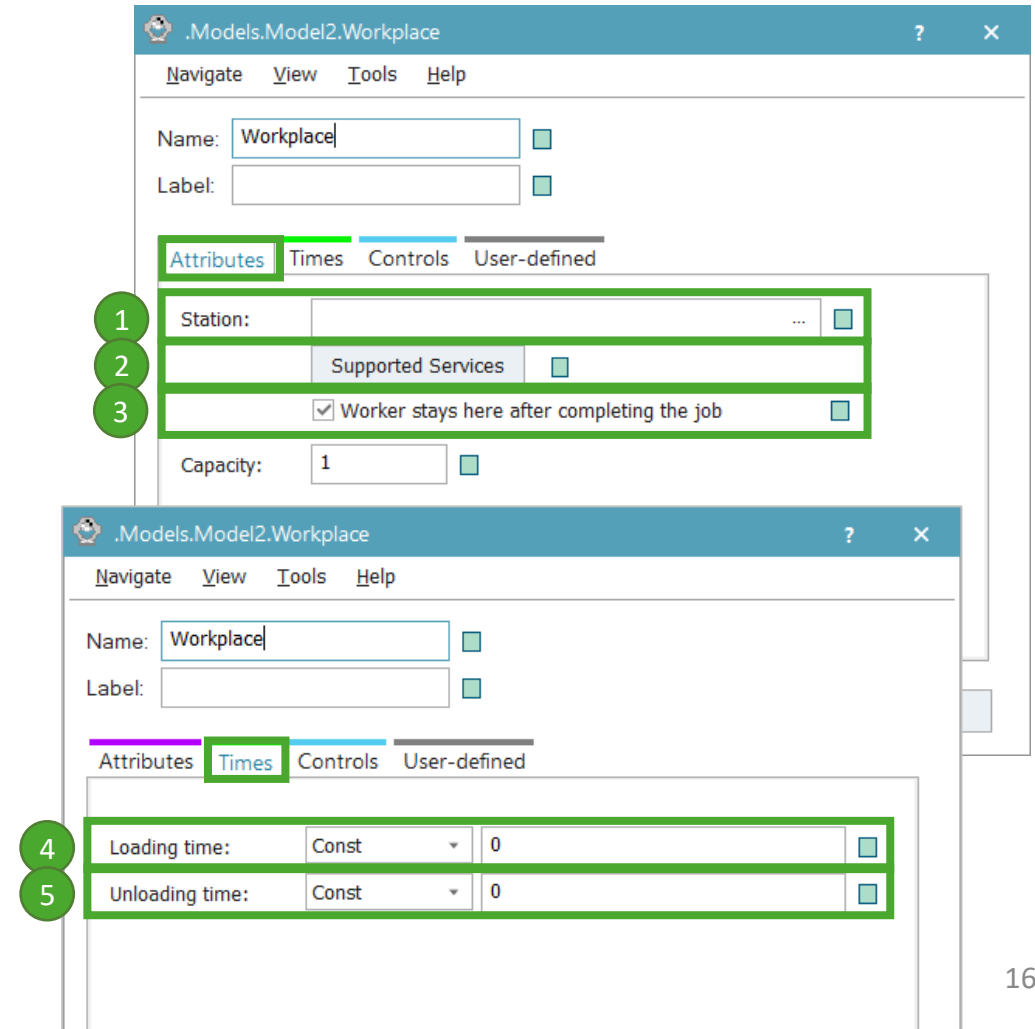 .Models.Model2.Workplace ? ×
Navigate View Tools Help
Name: Workplace
Label:
Attributes Times Controls User-defined
1 Station: ...
2 Supported Services
3 Worker stays here after completing the job
Capacity: 1
.Models.Model2.Workplace ? ×
Navigate View Tools Help
Name: Workplace
Label:
Attributes Times Controls User-defined
4 Loading time: Const 0
5 Unloading time: Const 0
16